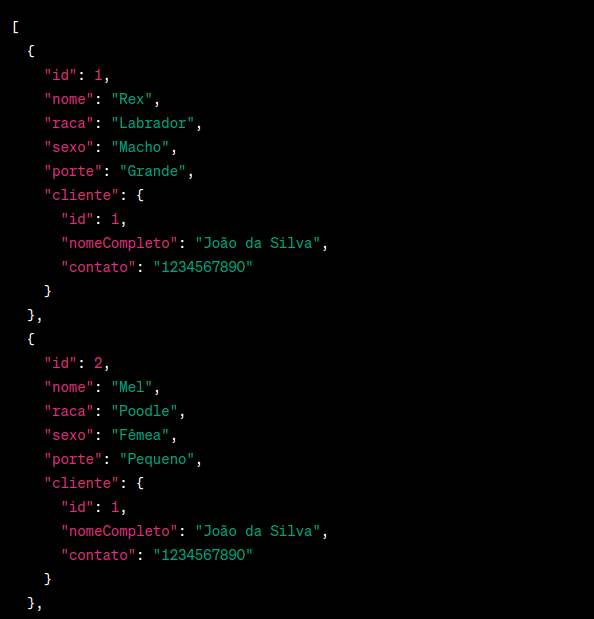 [
  {
    "id": 1,
    "nome": "Rex",
    "raca": "Labrador",
    "sexo": "Macho",
    "porte": "Grande",
    "cliente": {
      "id": 1,
      "nomeCompleto": "João da Silva",
      "contato": "1234567890"
    }
  },
  {
    "id": 2,
    "nome": "Mel",
    "raca": "Poodle",
    "sexo": "Fêmea",
    "porte": "Pequeno",
    "cliente": {
      "id": 1,
      "nomeCompleto": "João da Silva",
      "contato": "1234567890"
    }
  },